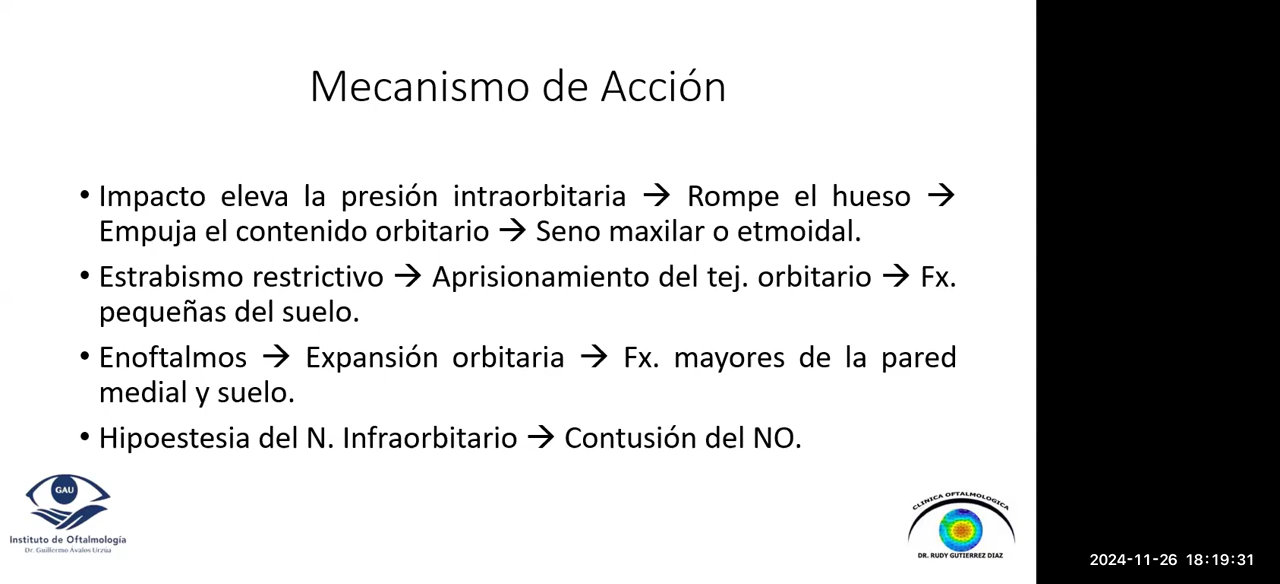 Mecanismo de Acción
• Impacto eleva la presión intraorbitaria → Rompe el hueso →
Empuja el contenido orbitario → Seno maxilar o etmoidal.
• Estrabismo restrictivo → Aprisionamiento del tej. orbitario → Fx.
pequeñas del suelo.
• Enoftalmos → Expansión orbitaria → Fx. mayores de la pared
medial y suelo.
• Hipoestesia del N. Infraorbitario → Contusión del NO.
GAU
Instituto de Oftalmología
Dr. Guillermo Ávalos Urzúa
CLINICA OFTALMOLOGICA
DR. RUDY GUTIERREZ DIAZ
2024-11-26 18:19:31